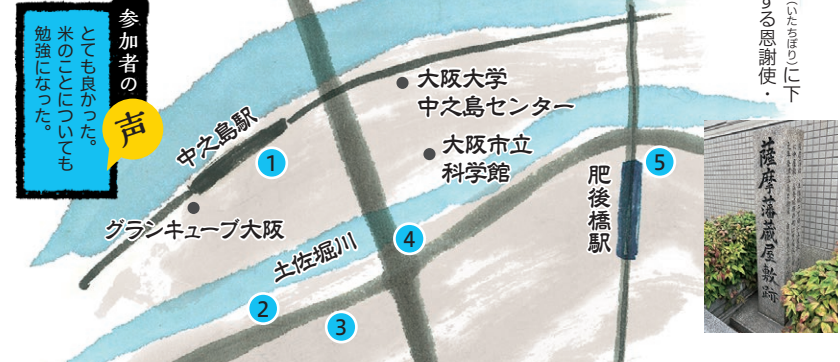 （いたちぼり）に下
する恩謝使・
参加者の
声
とても良かった。
米のことについても
勉強になった。
大阪大学
中之島センター
中之島駅
1
大阪市立
科学館
5
肥後橋駅
グランキューブ大阪
4
土佐堀川
2
3
薩摩藩蔵屋敷跡